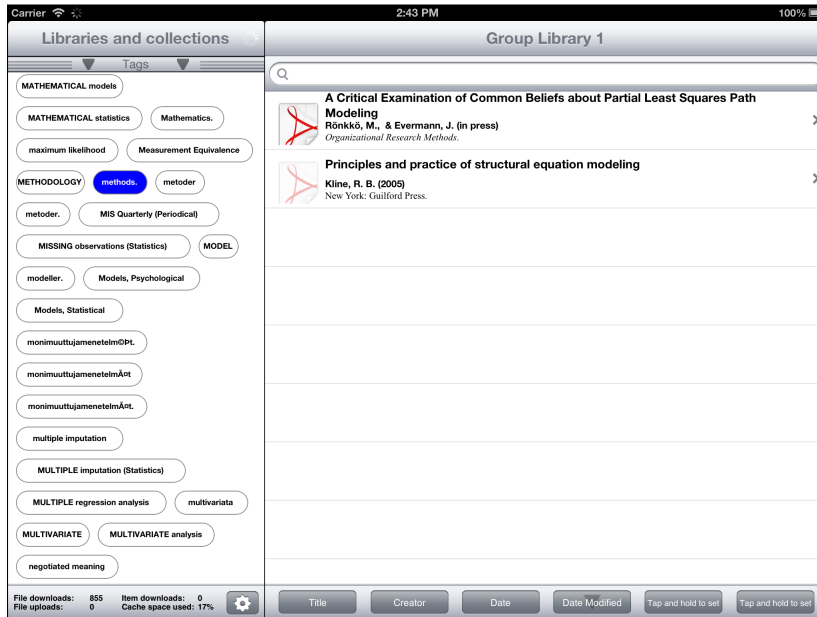 Carrier
2:43 PM
100%
Libraries and collections
Group Library 1
Tags
MATHEMATICAL models
MATHEMATICAL statistics
Mathematics.
maximum likelihood
Measurement Equivalence
METHODOLOGY
methods.
metoder
metoder.
MIS Quarterly (Periodical)
MISSING observations (Statistics)
MODEL
modeller.
Models, Psychological
Models, Statistical
monimuuttujamenetelm©Þt.
monimuuttujamenetelmÃ¤t
monimuuttujamenetelmÃ¤t.
multiple imputation
MULTIPLE imputation (Statistics)
MULTIPLE regression analysis
multivariata
MULTIVARIATE
MULTIVARIATE analysis
negotiated meaning
File downloads: 855 Item downloads: 0
File uploads: 0 Cache space used: 17%
A Critical Examination of Common Beliefs about Partial Least Squares Path
Modeling
Rönkkö, M., & Evermann, J. (in press)
Organizational Research Methods.
Principles and practice of structural equation modeling
Kline, R. B. (2005)
New York: Guilford Press.
Title
Creator
Date
Date Modified
Tap and hold to set
Tap and hold to set